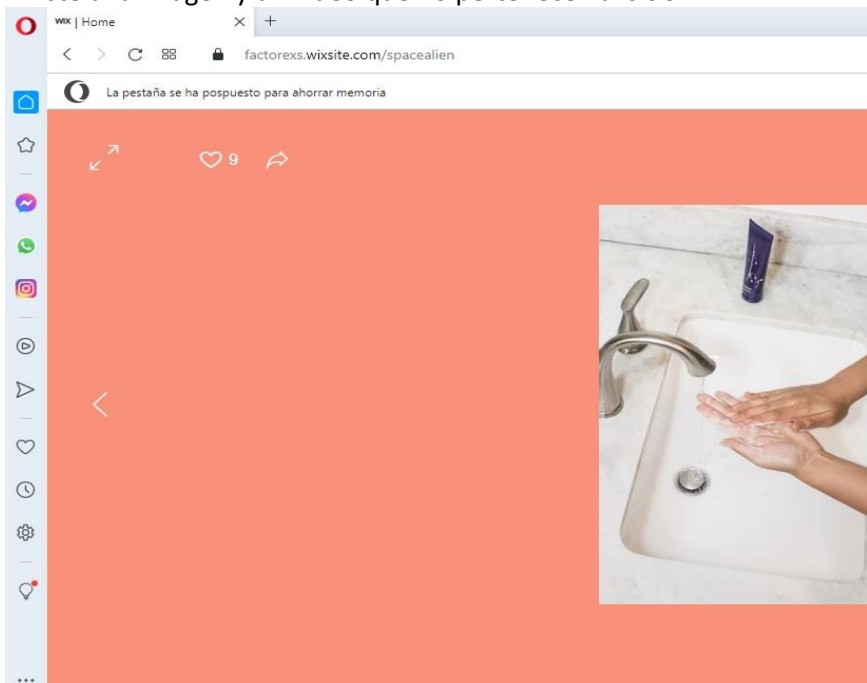 WIX | Home
factorexs.wixsite.com/spacealien
La pestaña se ha pospuesto para ahorrar memoria
9